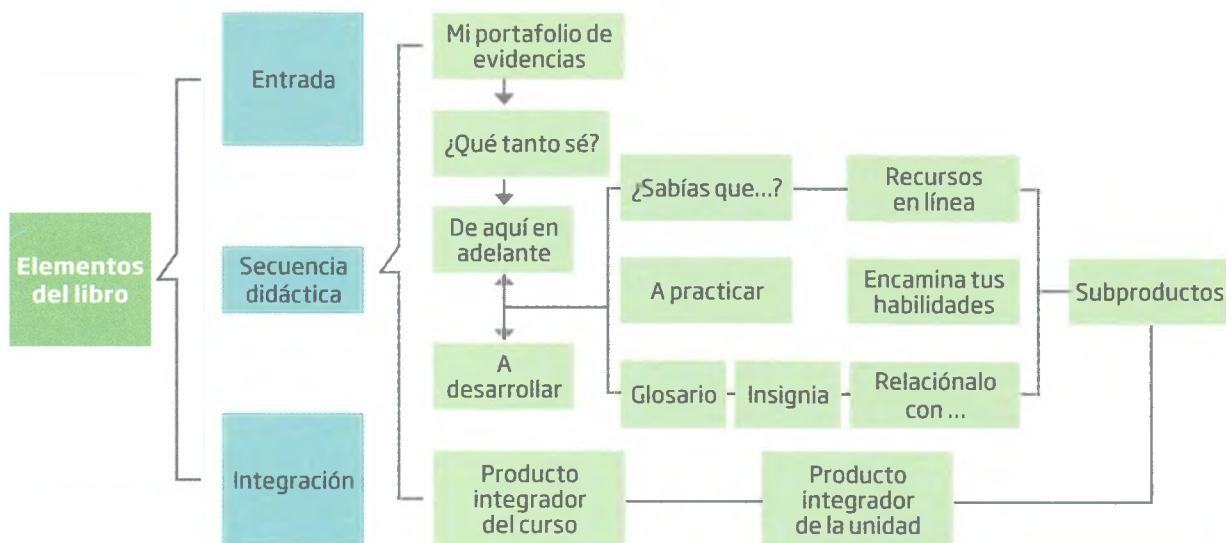 Elementos
del libro
Entrada
Secuencia
didáctica
Integración
Mi portafolio de
evidencias
¿Qué tanto sé?
De aquí en
adelante
A
desarrollar
¿Sabías que...?
Recursos
en línea
A practicar
Encamina tus
habilidades
Glosario
Insignia
Relaciónalo
con ...
Subproductos
Producto
integrador
del curso
Producto
integrador
de la unidad